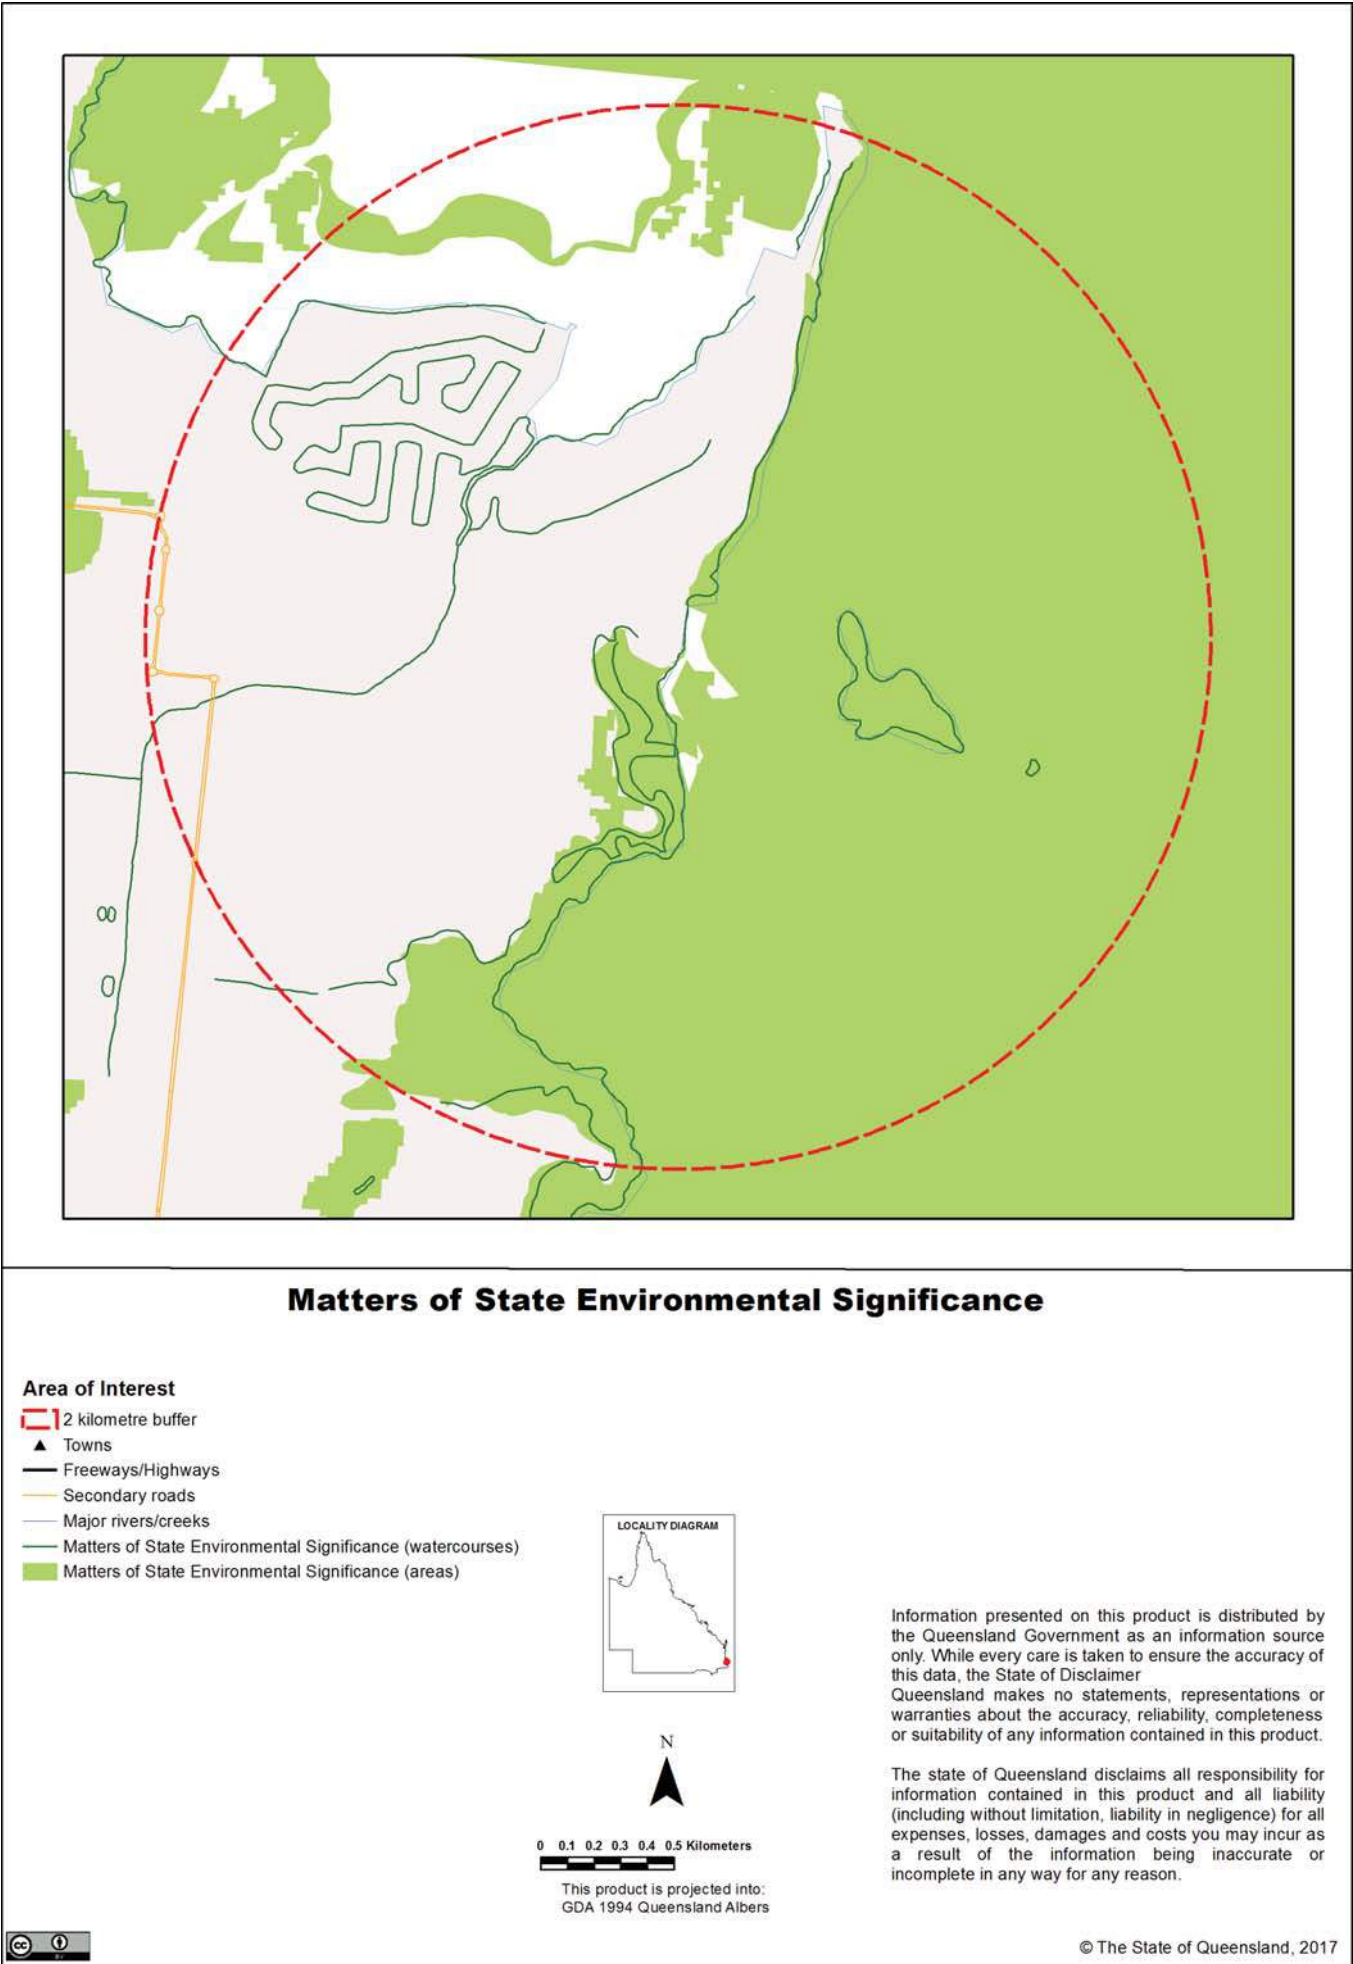 Matters of State Environmental Significance
Area of Interest
2 kilometre buffer
Towns
Freeways/Highways
Secondary roads
Major rivers/creeks
Matters of State Environmental Significance (watercourses)
Matters of State Environmental Significance (areas)
LOCALITY DIAGRAM
N
0 0.1 0.2 0.3 0.4 0.5 Kilometers
This product is projected into:
GDA 1994 Queensland Albers
Information presented on this product is distributed by
the Queensland Government as an information source
only. While every care is taken to ensure the accuracy of
this data, the State of Disclaimer
Queensland makes no statements, representations or
warranties about the accuracy, reliability, completeness
or suitability of any information contained in this product.
The state of Queensland disclaims all responsibility for
information contained in this product and all liability
(including without limitation, liability in negligence) for all
expenses, losses, damages and costs you may incur as
a result of the information being inaccurate or
incomplete in any way for any reason.
cc
BY
© The State of Queensland, 2017